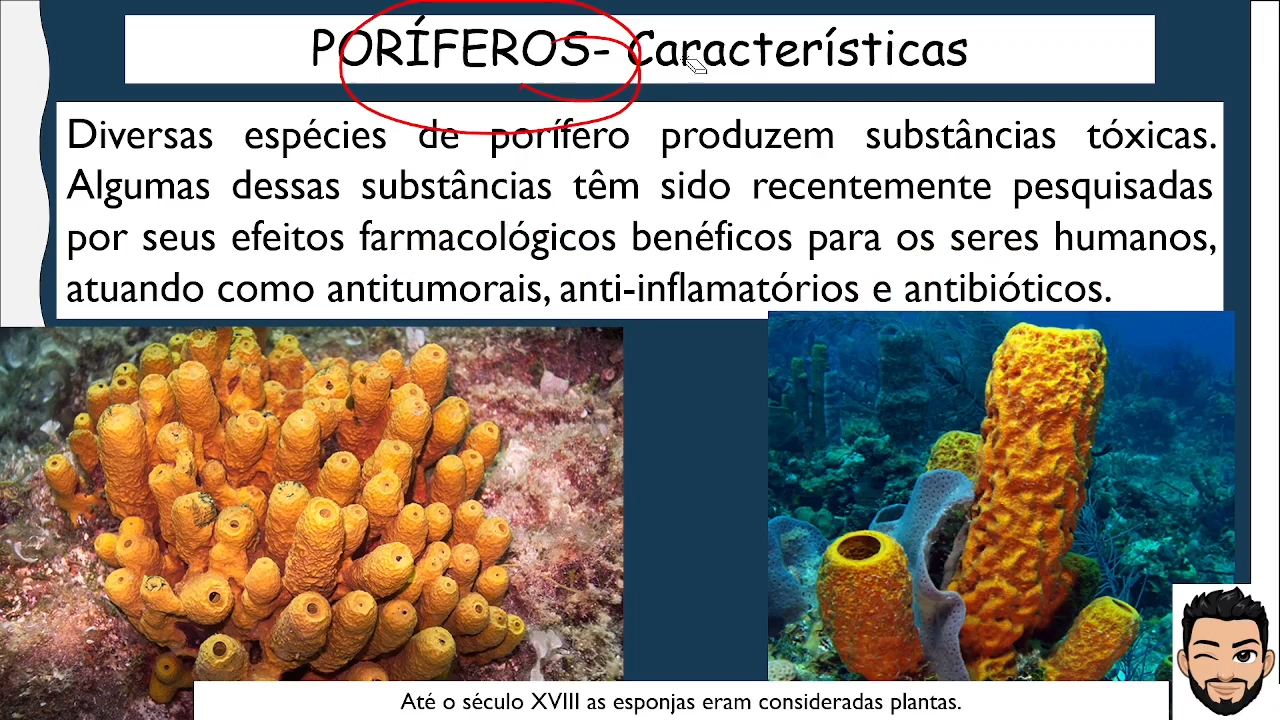 PORÍFEROS- Características
Diversas espécies de porífero produzem substâncias tóxicas.
Algumas dessas substâncias têm sido recentemente pesquisadas
por seus efeitos farmacológicos benéficos para os seres humanos,
atuando como antitumorais, anti-inflamatórios e antibióticos.
Até o século XVIII as esponjas eram consideradas plantas.